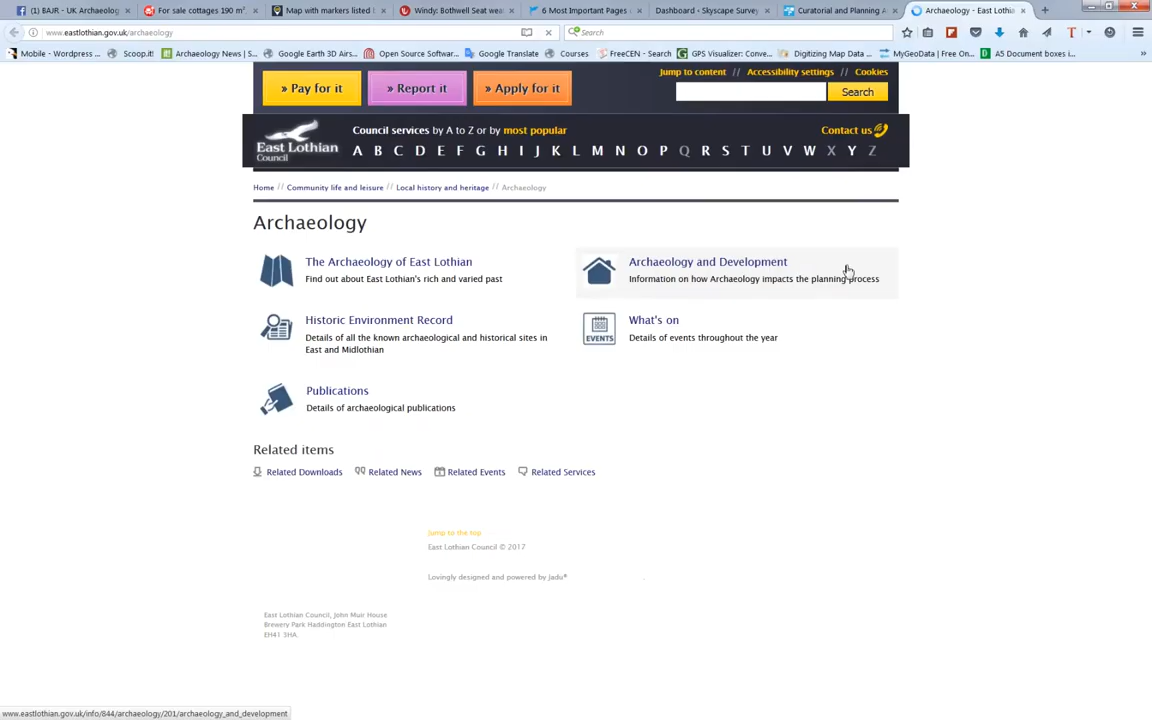 (1) BAJR - UK Archaeolog
For sale cottages 190 m²
Map with markers listed
Windy: Bothwell Seat wea
6 Most Important Pages
Dashboard ‹ Skyscape Survey
Curatorial and Planning A
Archaeology - East Lothia
www.eastlothian.gov.uk/archaeology
Search
Mobile - Wordpress ...
Scoop.it!
Archaeology News | S...
Google Earth 3D Airs...
Open Source Softwar...
Google Translate
Courses
FreeCEN - Search
GPS Visualizer: Conve...
Digitizing Map Data ...
MyGeoData | Free On...
A5 Document boxes i...
» Pay for it
» Report it
» Apply for it
Jump to content // Accessibility settings // Cookies
Search
East Lothian
Council
Council services by A to Z or by most popular
Contact us
A B C D E F G H I J K L M N O P Q R S T U V W X Y Z
Home // Community life and leisure // Local history and heritage // Archaeology
Archaeology
The Archaeology of East Lothian
Find out about East Lothian's rich and varied past
Archaeology and Development
Information on how Archaeology impacts the planning process
Historic Environment Record
Details of all the known archaeological and historical sites in
East and Midlothian
EVENTS
What's on
Details of events throughout the year
Publications
Details of archaeological publications
Related items
Related Downloads
Related News
Related Events
Related Services
Jump to the top
East Lothian Council © 2017
Lovingly designed and powered by Jadu®
East Lothian Council, John Muir House
Brewery Park Haddington East Lothian
EH41 3HA.
www.eastlothian.gov.uk/info/844/archaeology/201/archaeology_and_development